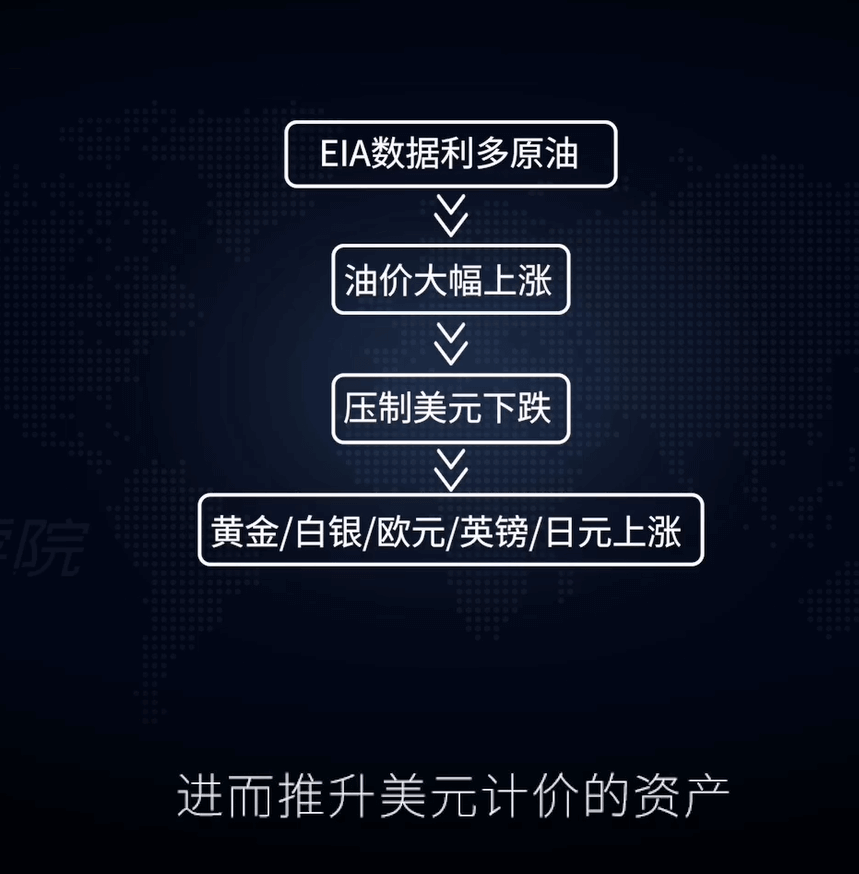 EIA数据利多原油
油价大幅上涨
压制美元下跌
黄金/白银/欧元/英镑/日元上涨
院
进而推升美元计价的资产